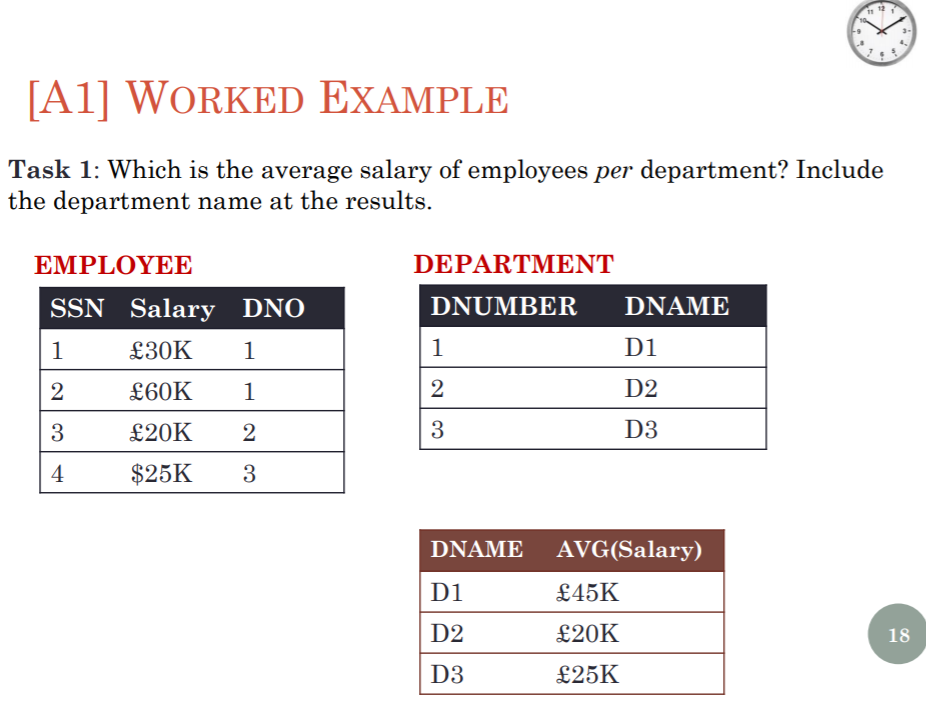 [A1] WORKED EXAMPLE
Task 1: Which is the average salary of employees per department? Include
the department name at the results.
EMPLOYEE
SSN Salary DNO
1 £30K 1
2 £60K 1
3 £20K 2
4 $25K 3
DEPARTMENT
DNUMBER DNAME
1 D1
2 D2
3 D3
DNAME AVG(Salary)
D1 £45K
D2 £20K
D3 £25K
18